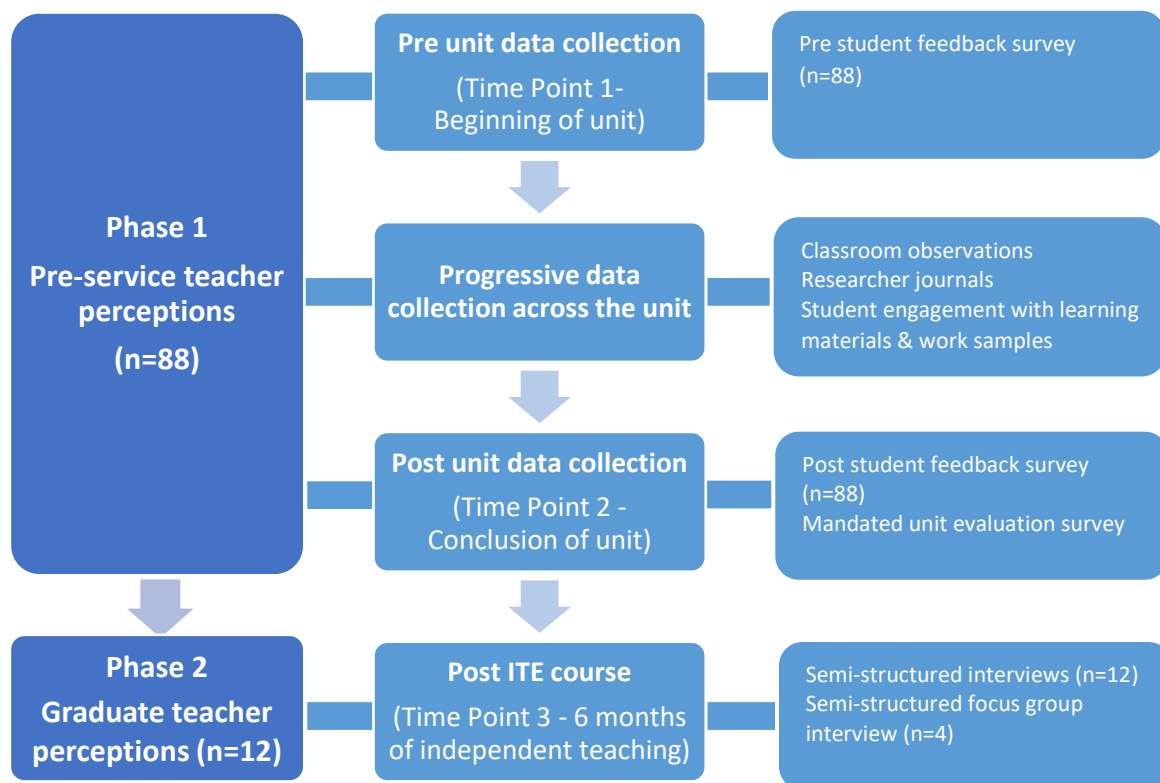 Phase 1
Pre-service teacher
perceptions
(n=88)
Pre unit data collection
(Time Point 1-
Beginning of unit)
Pre student feedback survey
(n=88)
Progressive data
collection across the unit
Classroom observations
Researcher journals
Student engagement with learning
materials & work samples
Post unit data collection
(Time Point 2 -
Conclusion of unit)
Post student feedback survey
(n=88)
Mandated unit evaluation survey
Phase 2
Graduate teacher
perceptions (n=12)
Post ITE course
(Time Point 3 - 6 months
of independent teaching)
Semi-structured interviews (n=12)
Semi-structured focus group
interview (n=4)